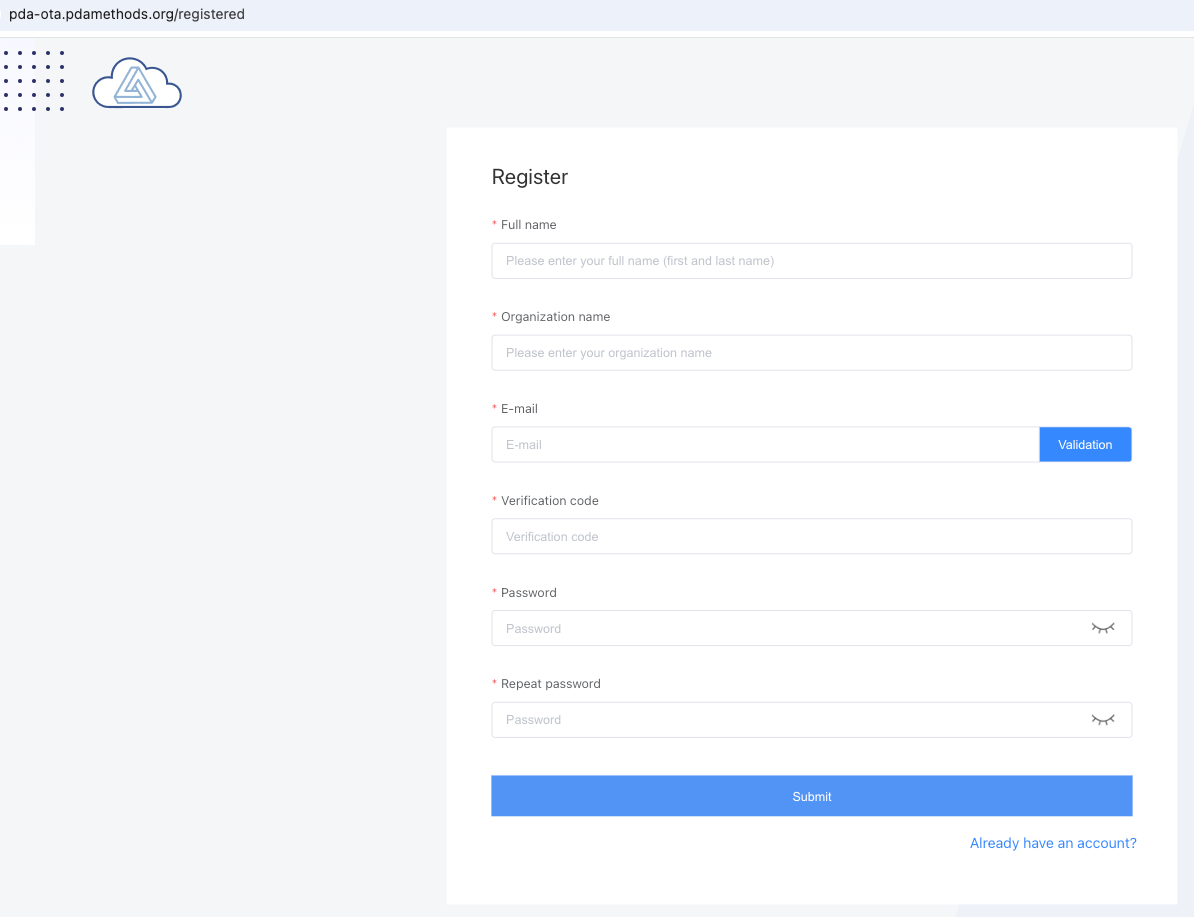 pda-ota.pdamethods.org/registered
Register
* Full name
Please enter your full name (first and last name)
* Organization name
Please enter your organization name
* E-mail
E-mail
Validation
* Verification code
Verification code
* Password
Password
* Repeat password
Password
Submit
Already have an account?